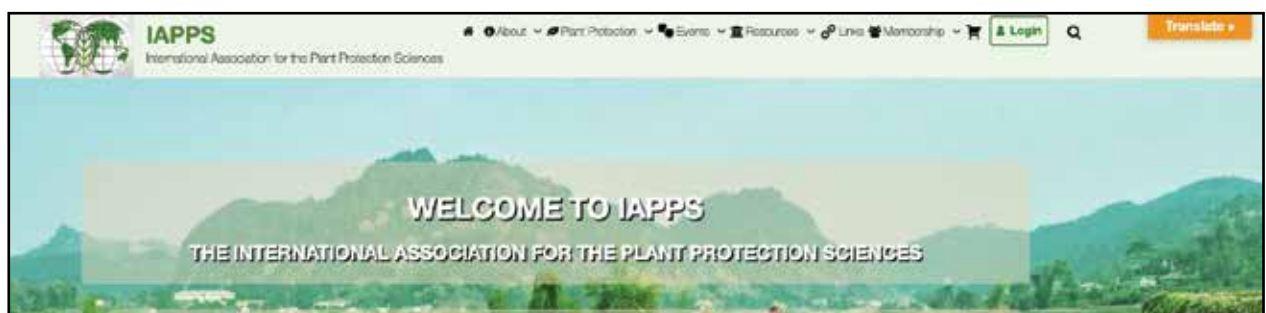 IAPPS
International Association for the Plant Protection Sciences
About Plant Protection Events Resources Links Membership Login
Translate »
WELCOME TO IAPPS
THE INTERNATIONAL ASSOCIATION FOR THE PLANT PROTECTION SCIENCES